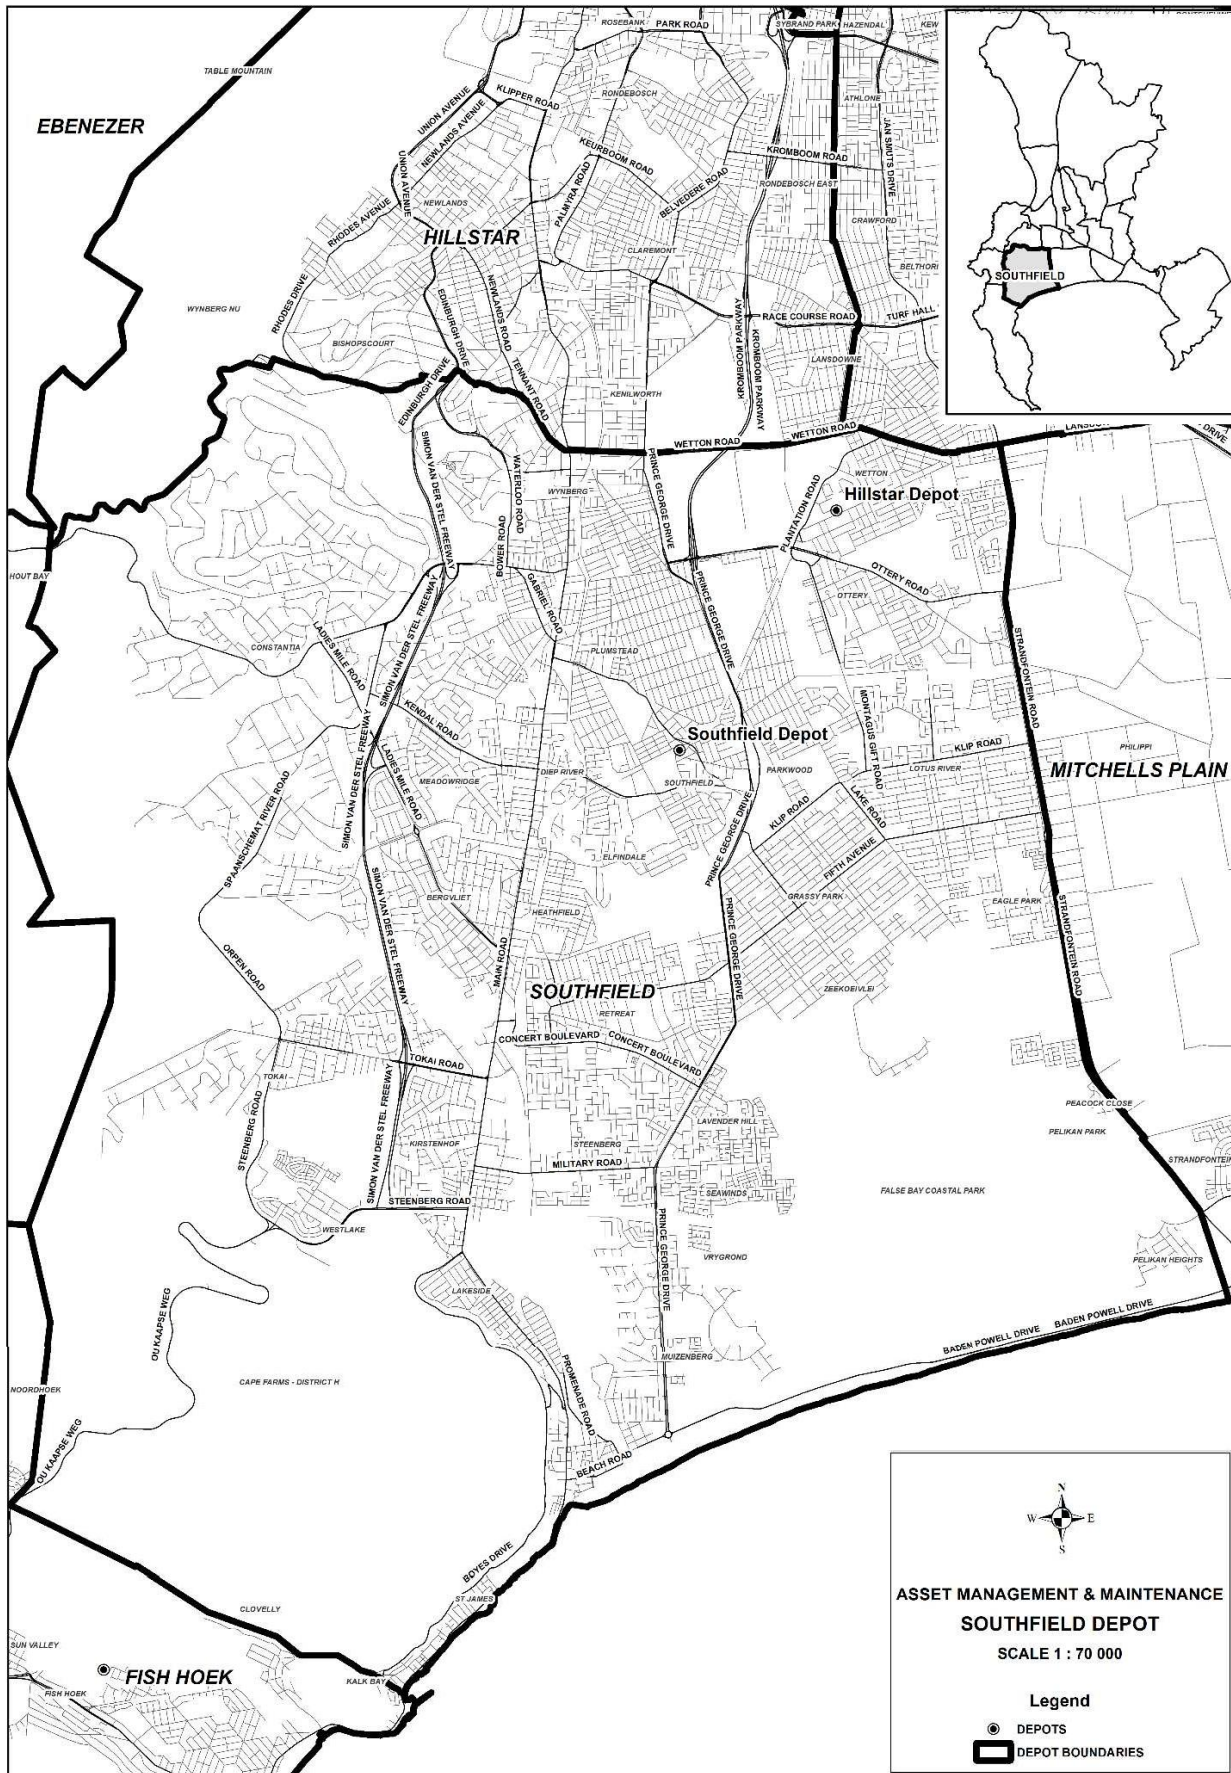 ROSEBANK
PARK ROAD
SYBRAND PARK
HAZENDAL
KEW
TABLE MOUNTAIN
EBENEZER
UNION AVENUE
KLIPPER ROAD
NEWLANDS AVENUE
RONDEBOSCH
ATHLONE
JAN SMUTS DRIVE
UNION AVENUE
KEURBOOM ROAD
KROMBOOM ROAD
PALMYRA ROAD
BELVEDERE ROAD
RONDEBOSCH EAST
NEWLANDS
RHODES AVENUE
CRAWFORD
HILLSTAR
CLAREMONT
BELTHORN
RHODES DRIVE
WYNBERG NU
EDINBURGH DRIVE
NEWLANDS ROAD
KROMBOOM PARKWAY
KROMBOOM PARKWAY
RACE COURSE ROAD
TURF HALL
BISHOPSCOURT
LANSDOWNE
TENNANT ROAD
EDINBURGH DRIVE
KENILWORTH
SOUTHFIELD
WETTON ROAD
WETTON ROAD
DRIVE
SIMON VAN DER STEL FREEWAY
WATERLOO ROAD
PRINCE GEORGE DRIVE
WETTON
WYNBERG
PLANTATION ROAD
Hillstar Depot
BOWER ROAD
HOUT BAY
GABRIEL ROAD
OTTERY ROAD
OTTERY
PRINCE GEORGE DRIVE
SIMON VAN DER STEL FREEWAY
LADIES MILE ROAD
CONSTANTIA
PLUMSTEAD
STRANDFONTEIN ROAD
KENDAL ROAD
MONTAGUS GIFT ROAD
Southfield Depot
KLIP ROAD
PHILIPPI
SIMON VAN DER STEL FREEWAY
LADIES MILE ROAD
MEADOWRIDGE
DIEP RIVER
SOUTHFIELD
PARKWOOD
LOTUS RIVER
MITCHELLS PLAIN
SPAANSCHEMAT RIVER ROAD
PRINCE GEORGE DRIVE
KLIP ROAD
LAKE ROAD
ELFINDALE
FIFTH AVENUE
BERGVLIET
GRASSY PARK
EAGLE PARK
HEATHFIELD
SIMON VAN DER STEL FREEWAY
PRINCE GEORGE DRIVE
STRANDFONTEIN ROAD
ORPEN ROAD
MAIN ROAD
SOUTHFIELD
ZEEKOEIVLEI
RETREAT
CONCERT BOULEVARD
CONCERT BOULEVARD
TOKAI ROAD
TOKAI
STEENBERG ROAD
SIMON VAN DER STEL FREEWAY
PEACOCK CLOSE
LAVENDER HILL
PELIKAN PARK
KIRSTENHOF
STEENBERG
MILITARY ROAD
STRANDFONTEIN
SEAWINDS
FALSE BAY COASTAL PARK
STEENBERG ROAD
WESTLAKE
PRINCE GEORGE DRIVE
VRYGROND
PELIKAN HEIGHTS
LAKESIDE
OU KAAPSE WEG
BADEN POWELL DRIVE
BADEN POWELL DRIVE
MUIZENBERG
PROMENADE ROAD
CAPE FARMS - DISTRICT H
NOORDHOEK
OU KAAPSE WEG
BEACH ROAD
BOYES DRIVE
ST JAMES
CLOVELLY
SUN VALLEY
FISH HOEK
KALK BAY
FISH HOEK
N
W E
S
ASSET MANAGEMENT & MAINTENANCE
SOUTHFIELD DEPOT
SCALE 1 : 70 000
Legend
DEPOTS
DEPOT BOUNDARIES